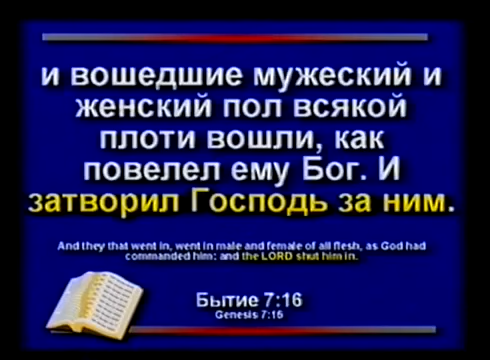 и вошедшие мужеский и
женский пол всякой
плоти вошли, как
повелел ему Бог. И
затворил Господь за ним.
And they that went in, went in male and female of all flesh, as God had
commanded him: and the LORD shut him in.
Бытие 7:16
Genesis 7:16